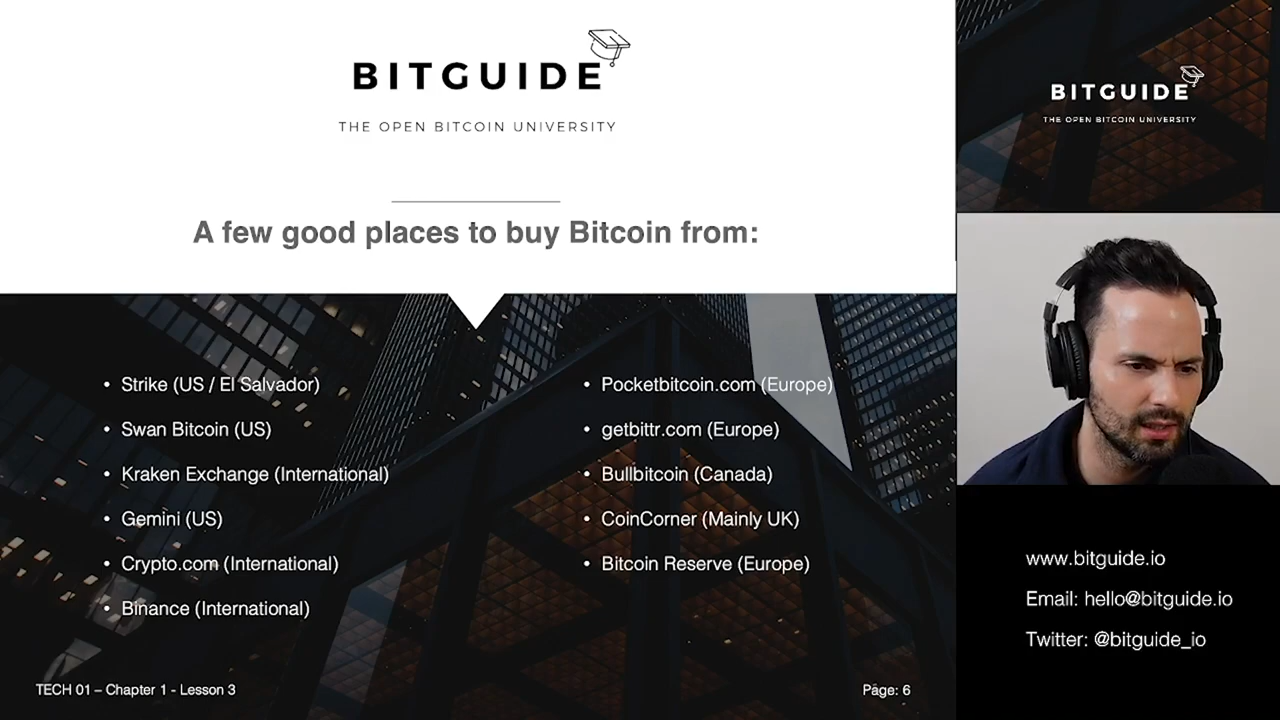 BITGUIDE
THE OPEN BITCOIN UNIVERSITY
A few good places to buy Bitcoin from:
• Strike (US / El Salvador)
• Swan Bitcoin (US)
• Kraken Exchange (International)
• Gemini (US)
• Crypto.com (International)
• Binance (International)
• Pocketbitcoin.com (Europe)
• getbittr.com (Europe)
• Bullbitcoin (Canada)
• CoinCorner (Mainly UK)
• Bitcoin Reserve (Europe)
TECH 01 – Chapter 1 - Lesson 3
Page: 6
BITGUIDE
THE OPEN BITCOIN UNIVERSITY
www.bitguide.io
Email: hello@bitguide.io
Twitter: @bitguide_io